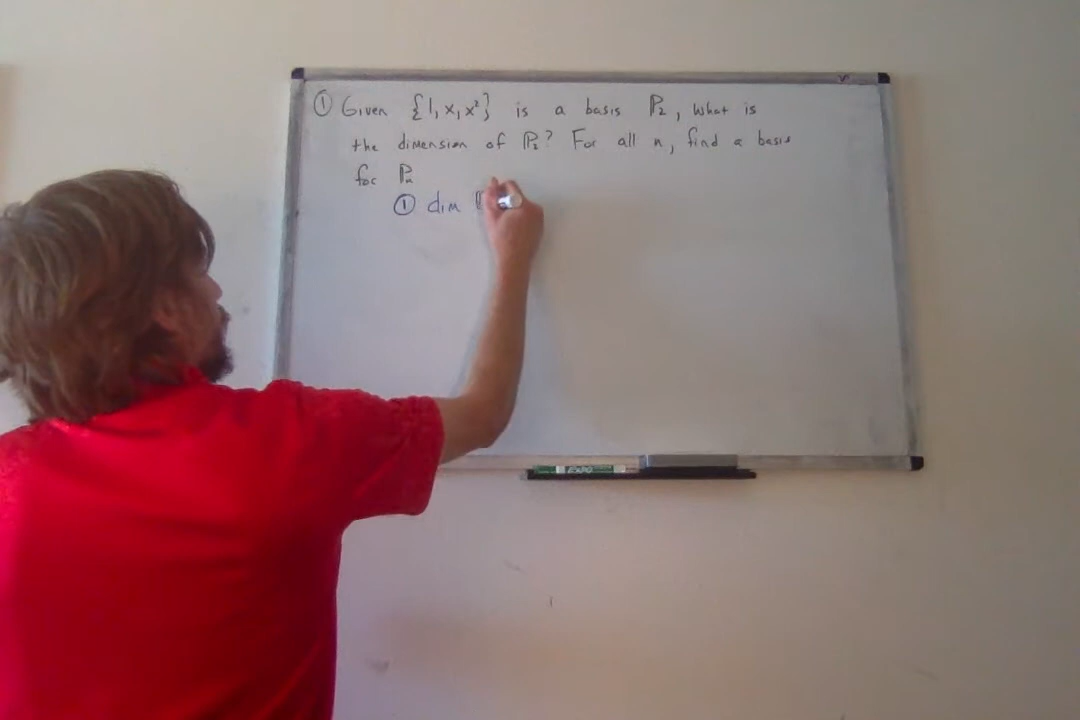 ① Given {1, x, x²} is a basis ℙ₂, What is
the dimension of ℙ₂? For all n, find a basis
for ℙₙ
① dim
EXPO